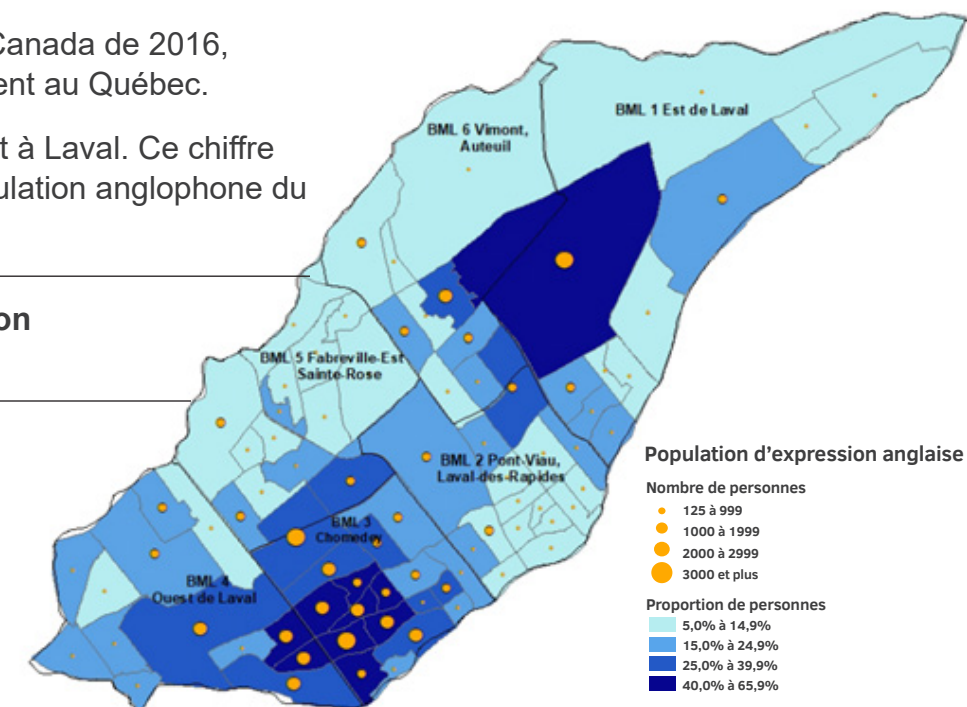 Canada de 2016,
ent au Québec.
t à Laval. Ce chiffre
ulation anglophone du
on
BML 1 Est de Laval
BML 6 Vimont,
Auteuil
BML 5 Fabreville-Est
Sainte-Rose
BML 2 Pont-Viau,
Laval-des-Rapides
BML 3
Chomedey
BML 4
Ouest de Laval
Population d'expression anglaise
Nombre de personnes
125 à 999
1000 à 1999
2000 à 2999
3000 et plus
Proportion de personnes
5,0% à 14,9%
15,0% à 24,9%
25,0% à 39,9%
40,0% à 65,9%